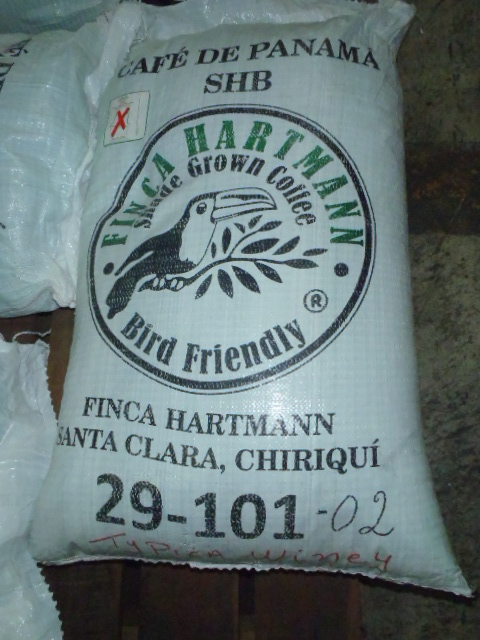 CAFÉ DE PANAMÁ
SHB
X
FINCA HARTMANN
Shade Grown Coffee
®
Bird Friendly
FINCA HARTMANN
SANTA CLARA, CHIRIQUÍ
29-101-02
Typica Winey